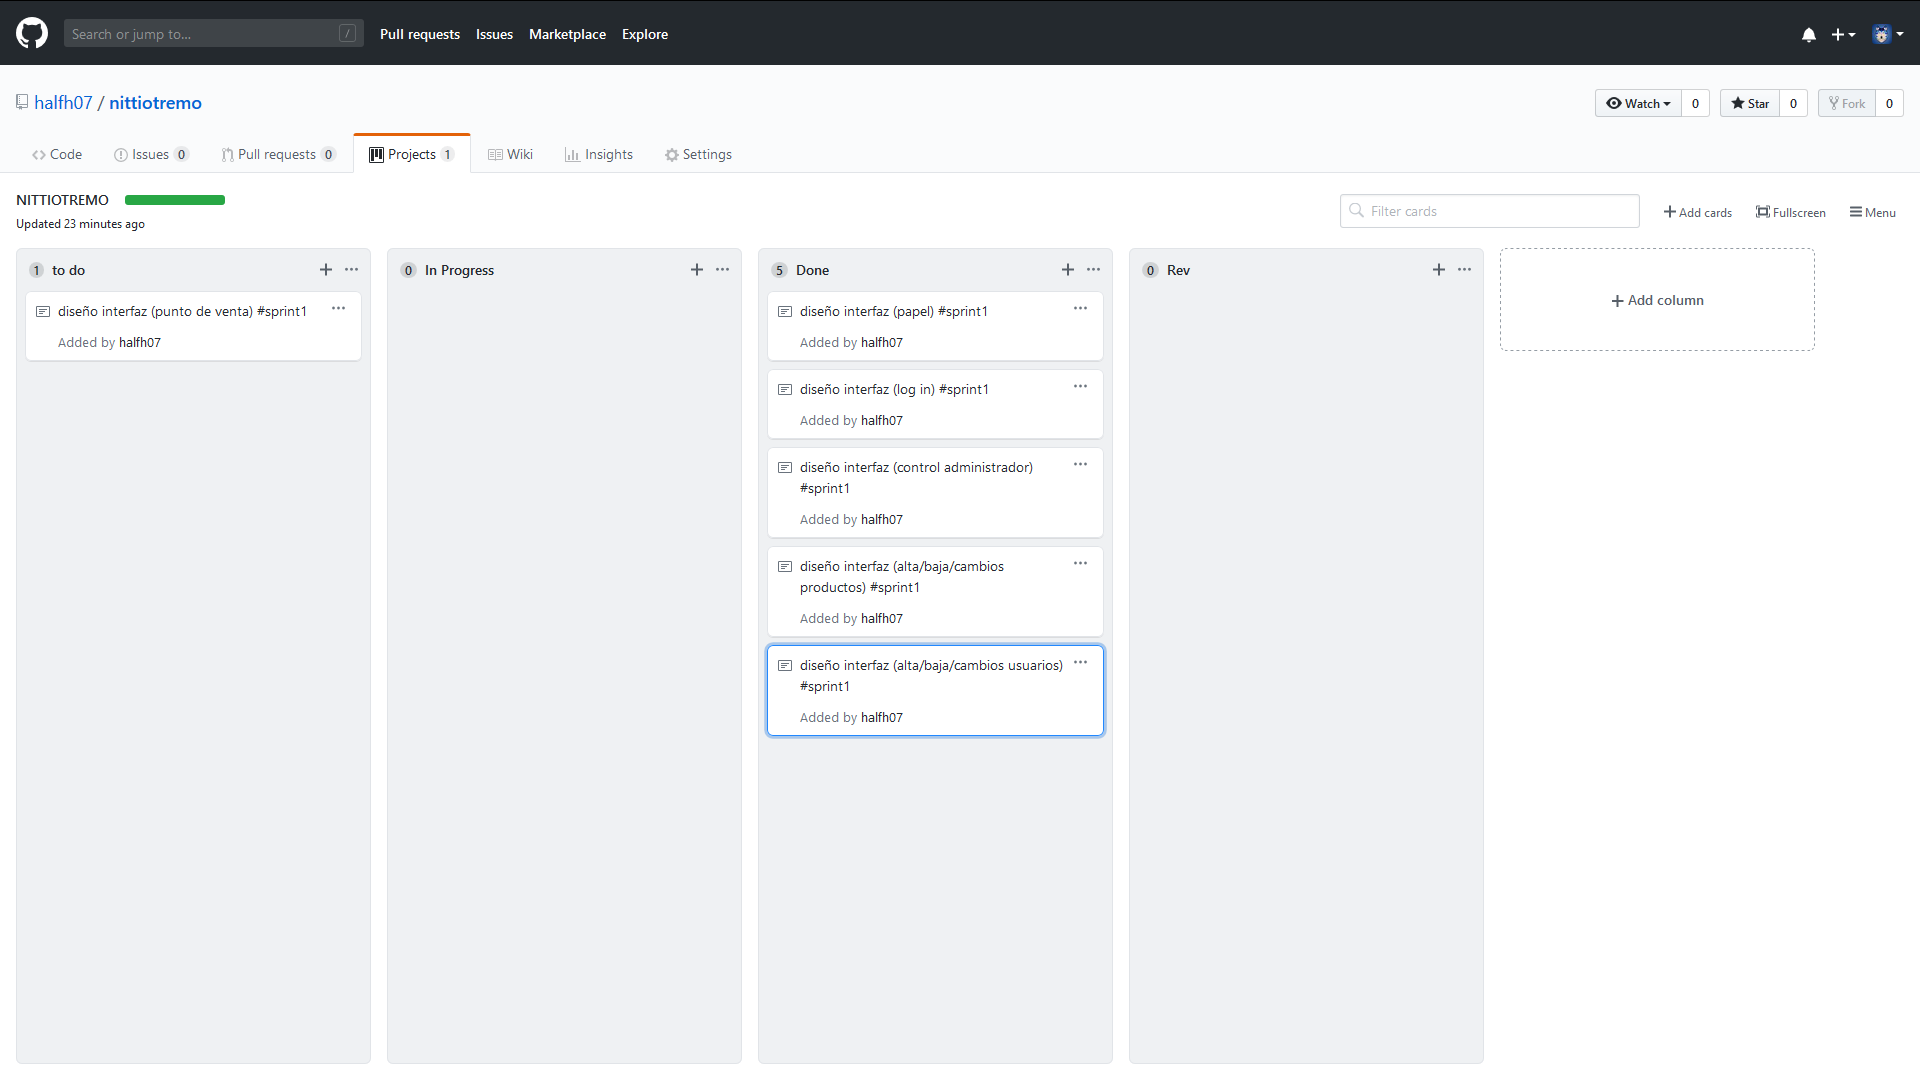 Search or jump to... /
Pull requests Issues Marketplace Explore
halfh07 / nittiotremo
Watch 0 Star 0 Fork 0
Code Issues 0 Pull requests 0 Projects 1 Wiki Insights Settings
NITTIOTREMO
Updated 23 minutes ago
Filter cards
Add cards Fullscreen Menu
1 to do
diseño interfaz (punto de venta) #sprint1
Added by halfh07
0 In Progress
5 Done
diseño interfaz (papel) #sprint1
Added by halfh07
diseño interfaz (log in) #sprint1
Added by halfh07
diseño interfaz (control administrador)
#sprint1
Added by halfh07
diseño interfaz (alta/baja/cambios
productos) #sprint1
Added by halfh07
diseño interfaz (alta/baja/cambios usuarios)
#sprint1
Added by halfh07
0 Rev
Add column